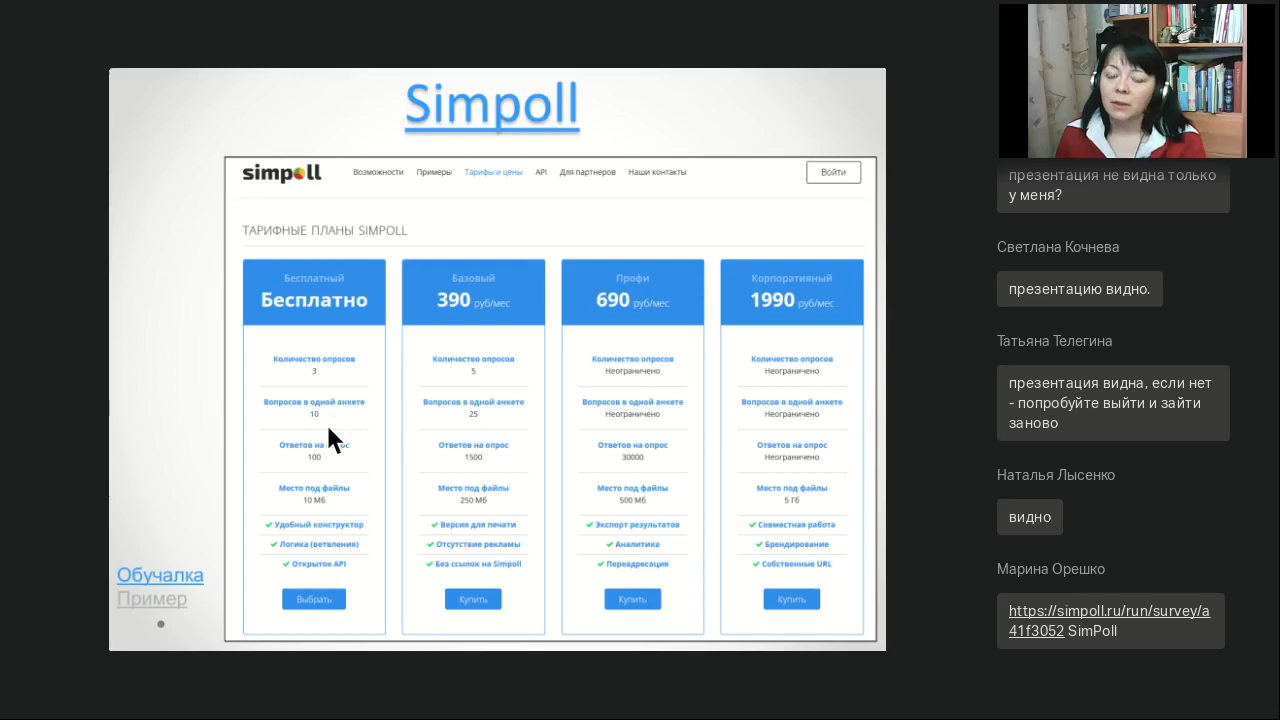 Simpoll
simpoll
Возможности Примеры Тарифы и цены API Для партнеров Наши контакты Войти
ТАРИФНЫЕ ПЛАНЫ SIMPOLL
Бесплатный
Бесплатно
Количество опросов
3
Вопросов в одной анкете
10
Ответов на
100
Место под файлы
10 Мб
Удобный конструктор
Логика (ветвления)
Открытое API
Выбрать
Базовый
390 руб/мес
Количество опросов
5
Вопросов в одной анкете
25
Ответов на опрос
1500
Место под файлы
250 Мб
Версия для печати
Отсутствие рекламы
Без ссылок на Simpoll
Купить
Профи
690 руб/мес
Количество опросов
Неограничено
Вопросов в одной анкете
Неограничено
Ответов на опрос
30000
Место под файлы
500 Мб
Экспорт результатов
Аналитика
Переадресация
Купить
Корпоративный
1990 руб/мес
Количество опросов
Неограничено
Вопросов в одной анкете
Неограничено
Ответов на опрос
Неограничено
Место под файлы
5 Гб
Совместная работа
Брендирование
Собственные URL
Купить
Обучалка
Пример
презентация не видна только
у меня?
Светлана Кочнева
презентацию видно.
Татьяна Телегина
презентация видна, если нет
- попробуйте выйти и зайти
заново
Наталья Лысенко
видно
Марина Орешко
https://simpoll.ru/run/survey/a
41f3052 SimPoll